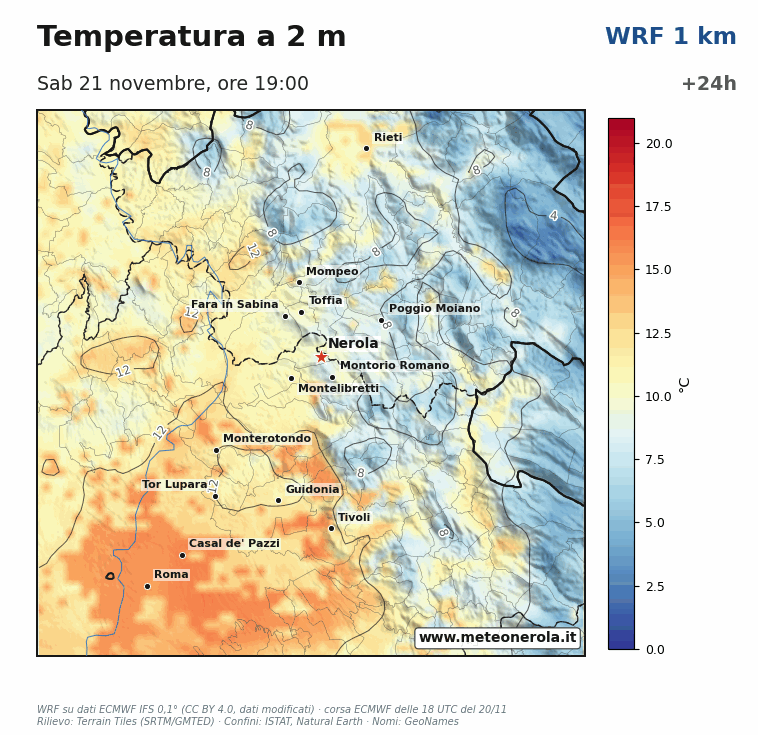 Temperatura a 2 m
WRF 1 km
Sab 21 novembre, ore 19:00
+24h
8
Rieti
8
8
8
4
12
8
Mompeo
Fara in Sabina
Toffia
Poggio Moiano
12
8
8
Nerola
12
Montorio Romano
Montelibretti
12
Monterotondo
8
Tor Lupara
12
Guidonia
Tivoli
8
Casal de' Pazzi
Roma
www.meteonerola.it
20.0
17.5
15.0
12.5
10.0
7.5
5.0
2.5
0.0
°C
WRF su dati ECMWF IFS 0,1° (CC BY 4.0, dati modificati) · corsa ECMWF delle 18 UTC del 20/11
Rilievo: Terrain Tiles (SRTM/GMTED) · Confini: ISTAT, Natural Earth · Nomi: GeoNames